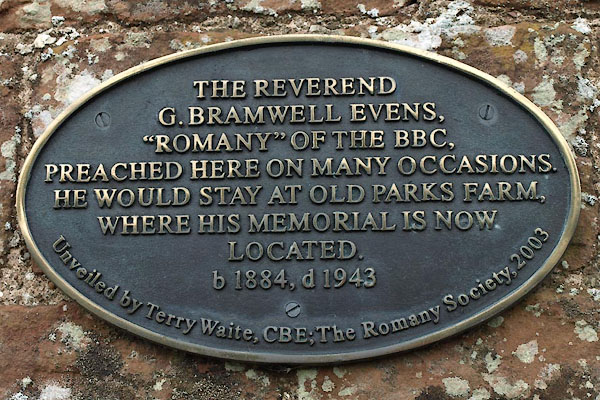 THE REVEREND
G. BRAMWELL EVENS,
“ROMANY” OF THE BBC,
PREACHED HERE ON MANY OCCASIONS.
HE WOULD STAY AT OLD PARKS FARM,
WHERE HIS MEMORIAL IS NOW
LOCATED.
b 1884, d 1943
Unveiled by Terry Waite, CBE; The Romany Society, 2003